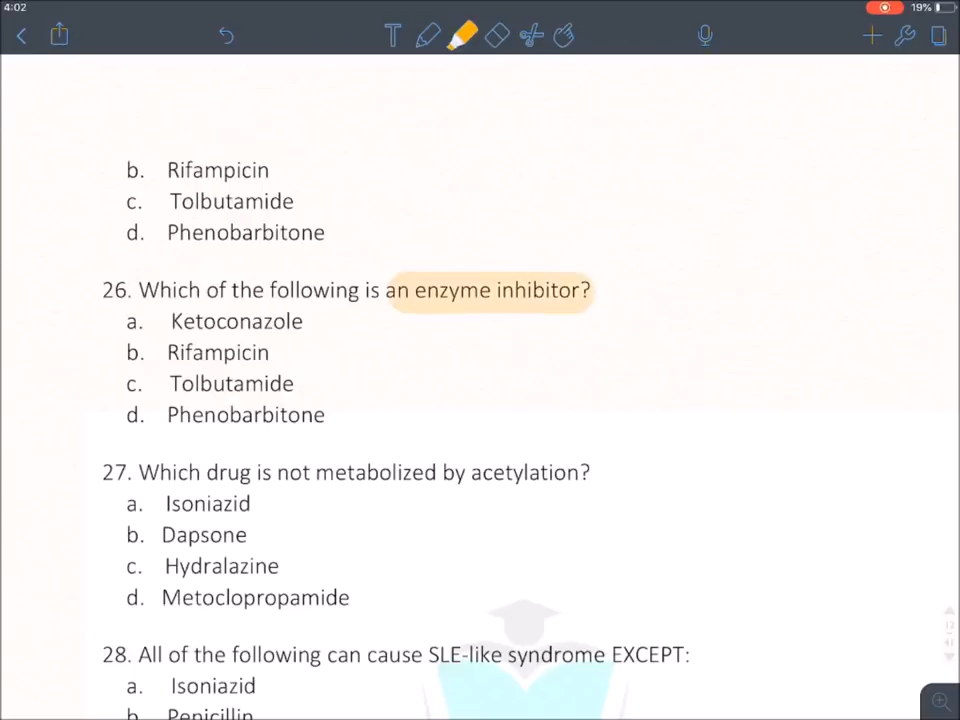 4:02
19%
T
b. Rifampicin
c. Tolbutamide
d. Phenobarbitone
26. Which of the following is an enzyme inhibitor?
a. Ketoconazole
b. Rifampicin
c. Tolbutamide
d. Phenobarbitone
27. Which drug is not metabolized by acetylation?
a. Isoniazid
b. Dapsone
c. Hydralazine
d. Metoclopropamide
28. All of the following can cause SLE-like syndrome EXCEPT:
a. Isoniazid
b. Penicillin